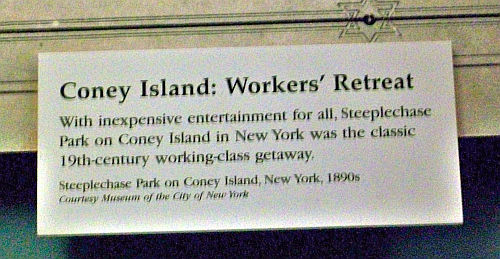 Coney Island: Workers' Retreat
With inexpensive entertainment for all, Steeplechase
Park on Coney Island in New York was the classic
19th-century working-class getaway.
Steeplechase Park on Coney Island, New York, 1890s
Courtesy Museum of the City of New York